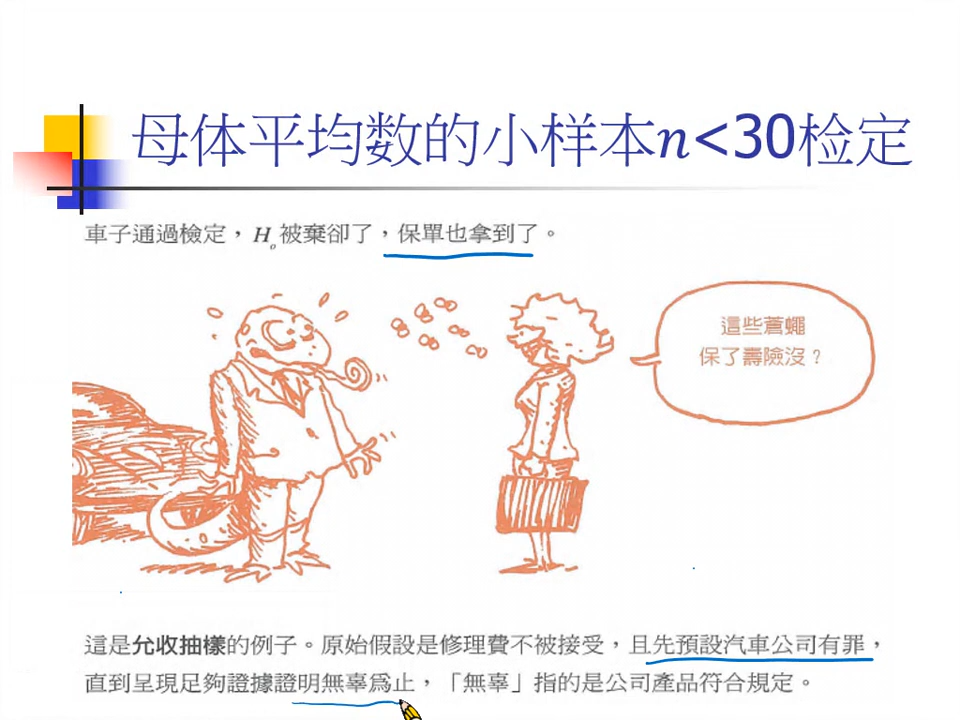 母体平均数的小样本n<30检定
車子通過檢定，H₀被棄卻了，保單也拿到了。
這些蒼蠅
保了壽險沒？
這是允收抽樣的例子。原始假設是修理費不被接受，且先預設汽車公司有罪，
直到呈現足夠證據證明無辜為止，「無辜」指的是公司產品符合規定。